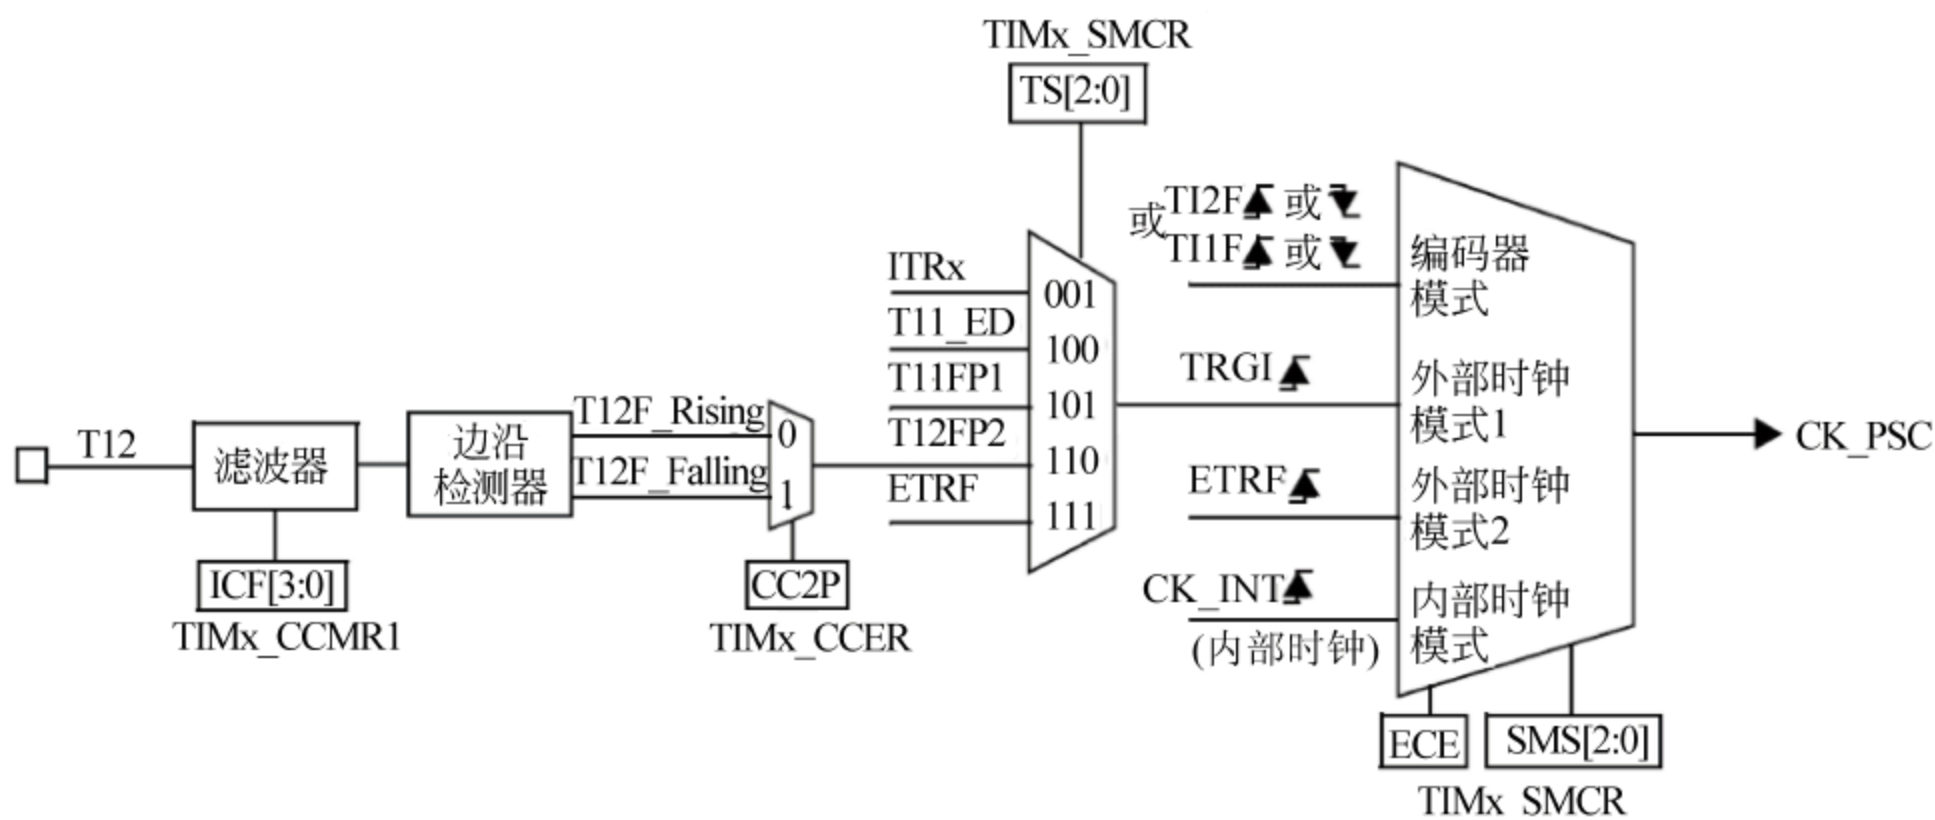 TIMx_SMCR
TS[2:0]
TI2F 或
或
TI1F 或
ITRx
001
T11_ED
100
T11FP1
101
T12FP2
110
ETRF
111
T12
滤波器
ICF[3:0]
TIMx_CCMR1
边沿
检测器
T12F_Rising
T12F_Falling
0
1
CC2P
TIMx_CCER
编码器
模式
TRGI
外部时钟
模式1
ETRF
外部时钟
模式2
CK_INT
(内部时钟)
内部时钟
模式
CK_PSC
ECE
SMS[2:0]
TIMx SMCR